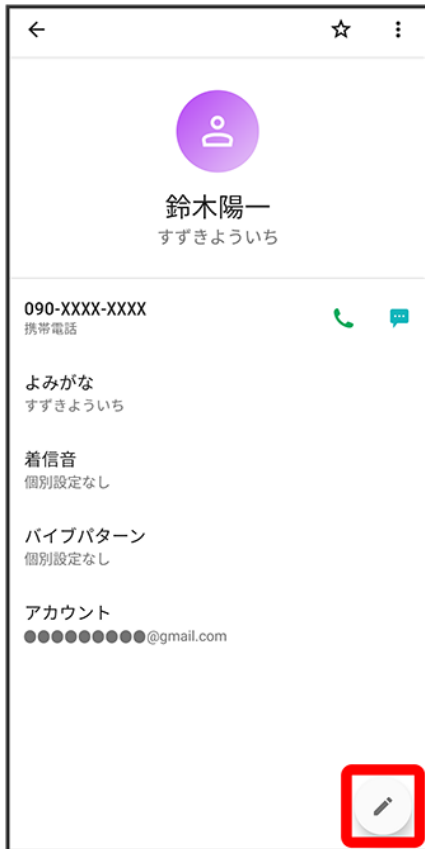 鈴木陽一
すずきよういち
090-XXXX-XXXX
携帯電話
よみがな
すずきよういち
着信音
個別設定なし
バイブパターン
個別設定なし
アカウント
●●●●●●●●●@gmail.com